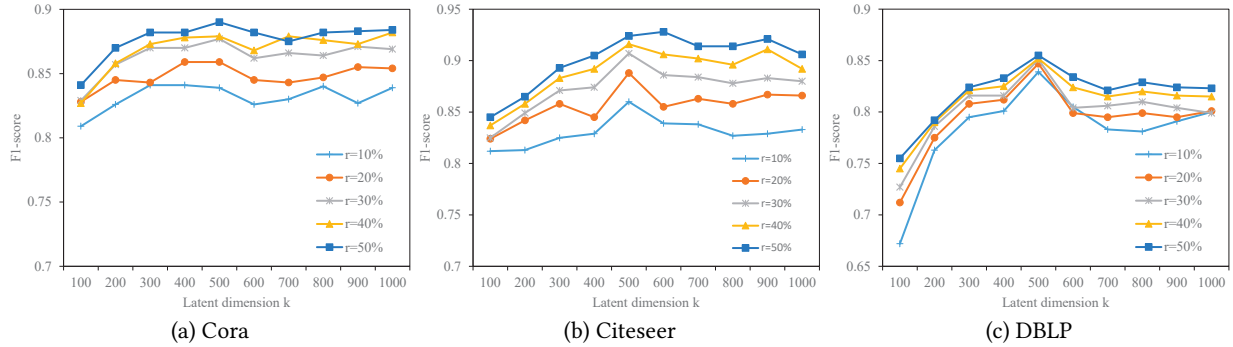 0.9
0.85
0.8
0.75
0.7
F1-score
r=10%
r=20%
r=30%
r=40%
r=50%
100 200 300 400 500 600 700 800 900 1000
Latent dimension k
(a) Cora
0.95
0.9
0.85
0.8
0.75
0.7
F1-score
r=10%
r=20%
r=30%
r=40%
r=50%
100 200 300 400 500 600 700 800 900 1000
Latent dimension k
(b) Citeseer
0.9
0.85
0.8
0.75
0.7
0.65
F1-score
r=10%
r=20%
r=30%
r=40%
r=50%
100 200 300 400 500 600 700 800 900 1000
Latent dimension k
(c) DBLP